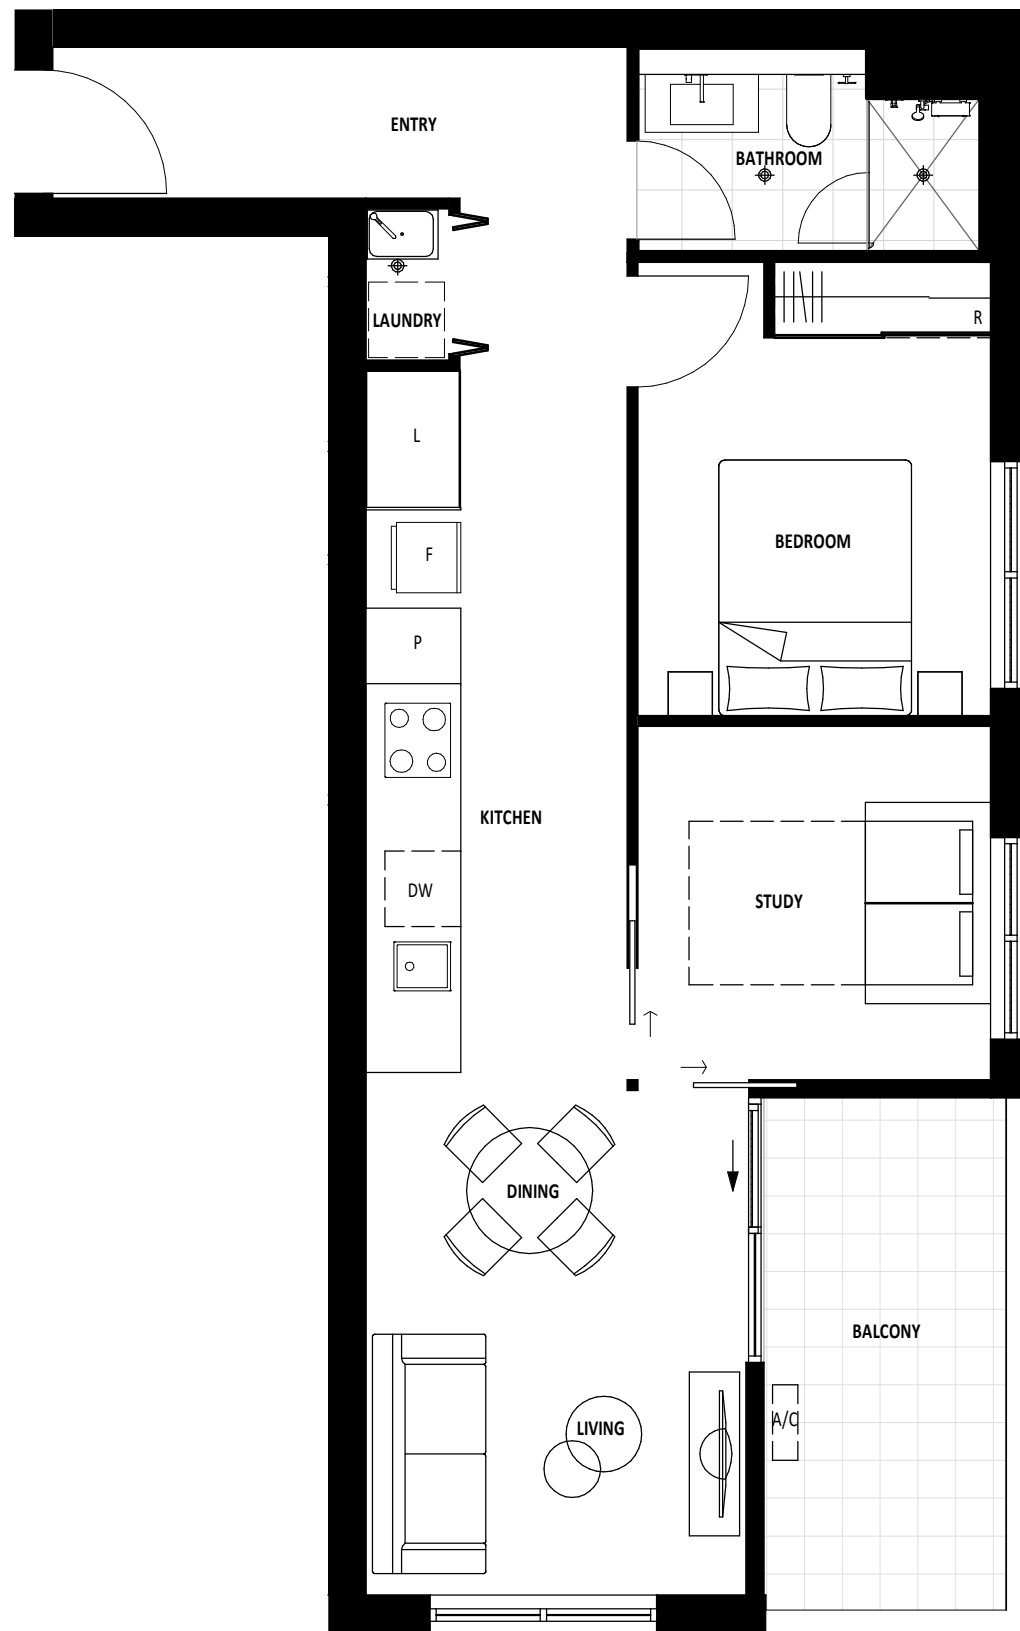 ENTRY
BATHROOM
LAUNDRY
R
L
BEDROOM
F
P
KITCHEN
DW
STUDY
DINING
BALCONY
A/C
LIVING